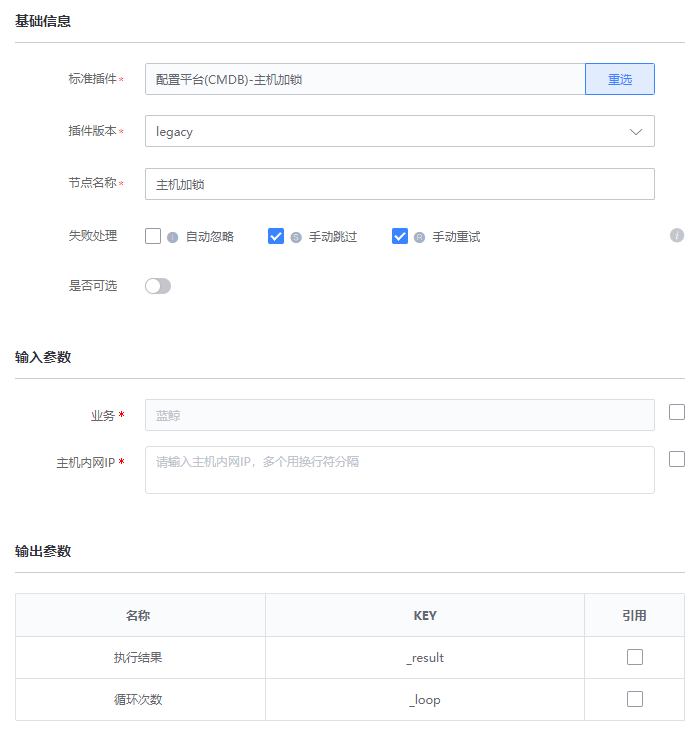 基础信息
标准插件* 配置平台(CMDB)-主机加锁 重选
插件版本* legacy
节点名称* 主机加锁
失败处理 I 自动忽略 S 手动跳过 R 手动重试 i
是否可选
输入参数
业务* 蓝鲸
主机内网IP* 请输入主机内网IP，多个用换行符分隔
输出参数
名称 KEY 引用
执行结果 _result
循环次数 _loop